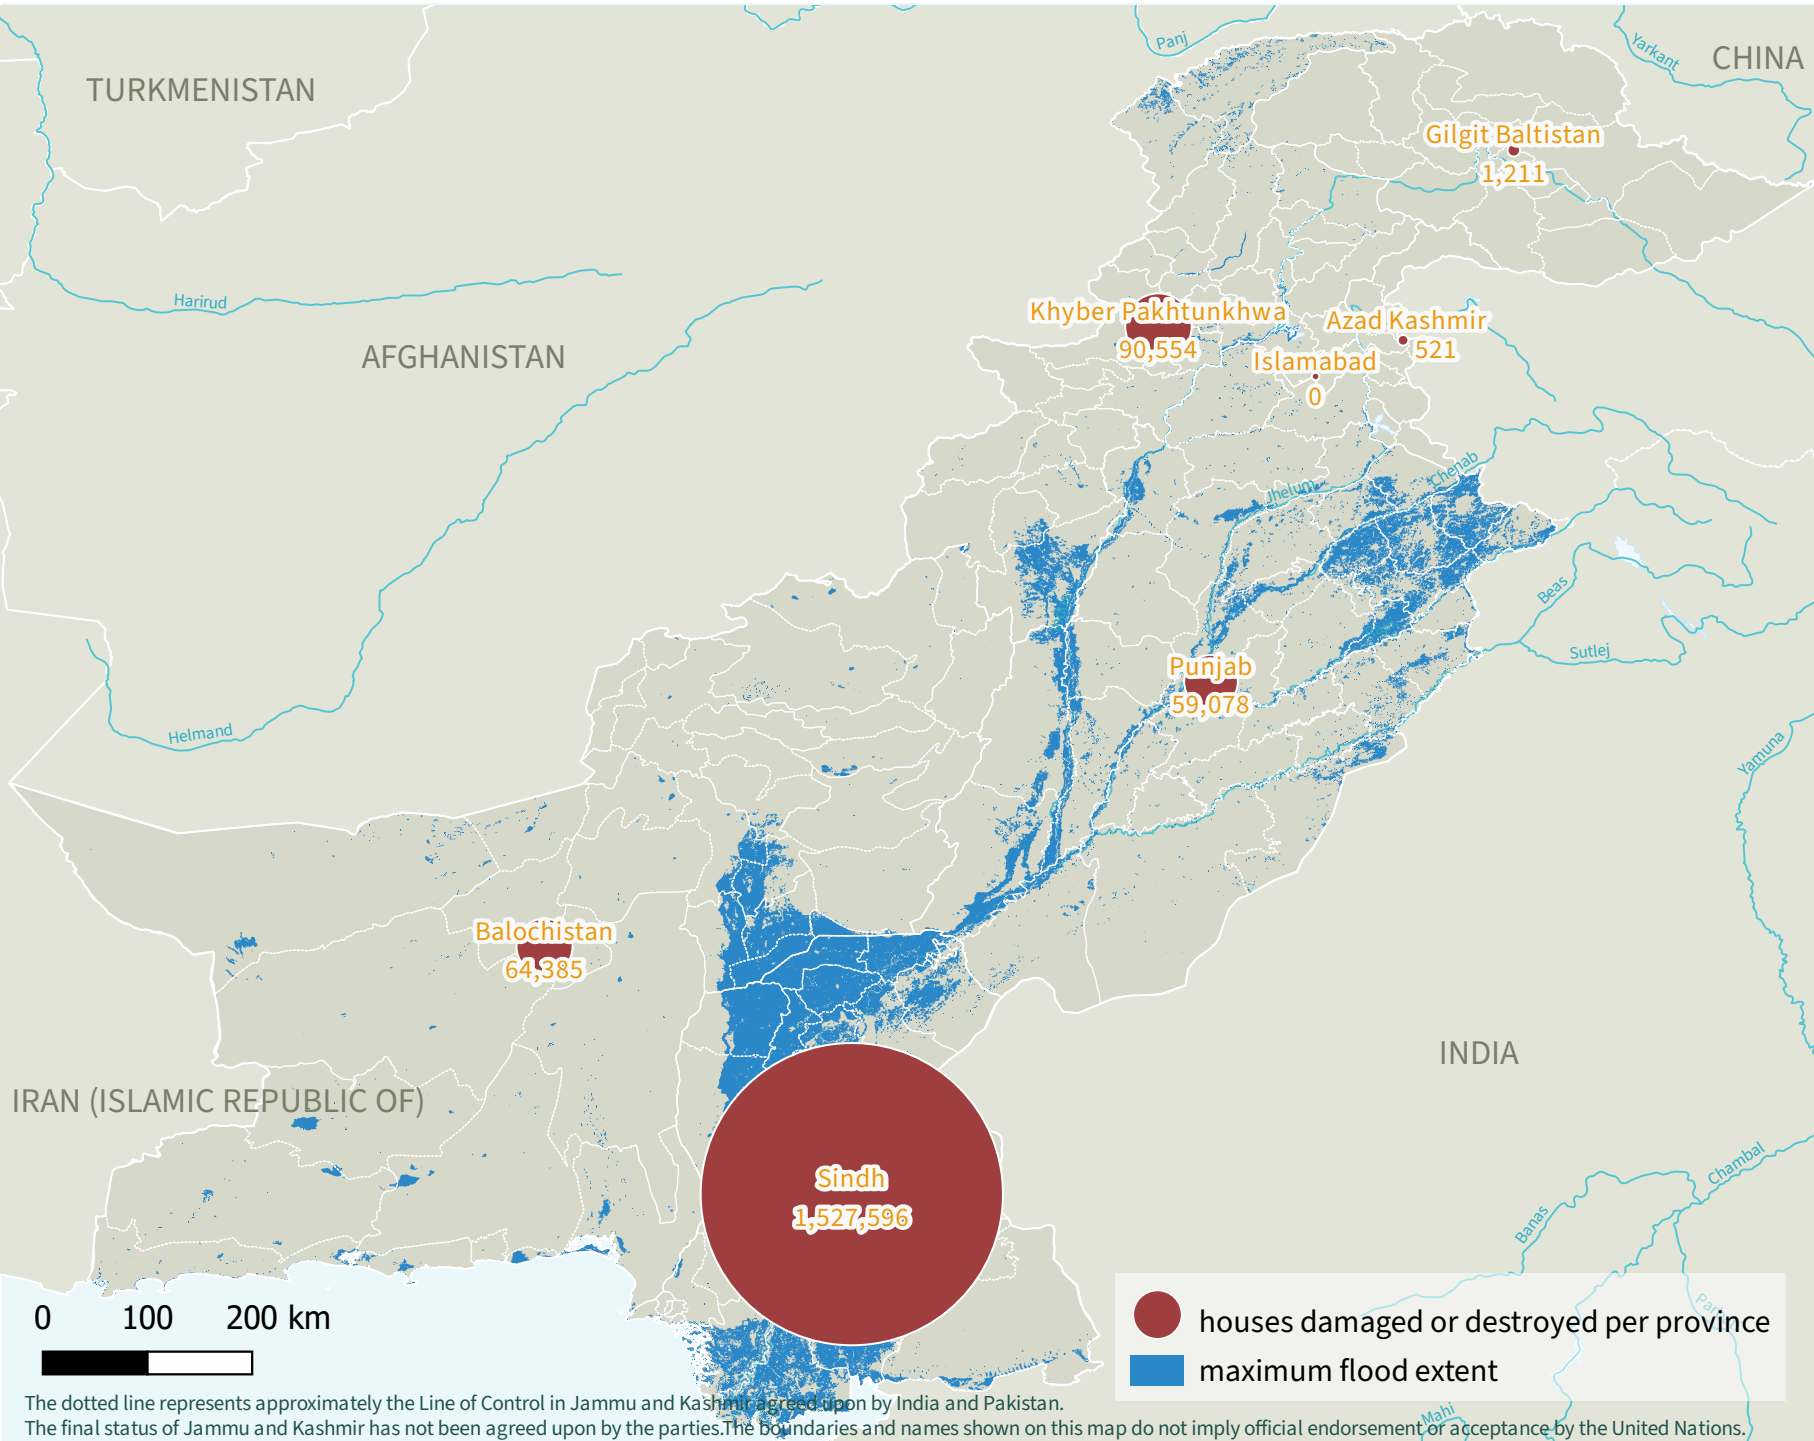 Panj
Yarkant
CHINA
TURKMENISTAN
Gilgit Baltistan
1,211
Harirud
Khyber Pakhtunkhwa
90,554
Azad Kashmir
521
Islamabad
0
AFGHANISTAN
Chenab
Jhelum
Beas
Sutlej
Punjab
59,078
Helmand
Yamuna
Balochistan
64,385
INDIA
IRAN (ISLAMIC REPUBLIC OF)
Sindh
1,527,596
Chambal
Banas
0 100 200 km
houses damaged or destroyed per province
maximum flood extent
Mahi
The dotted line represents approximately the Line of Control in Jammu and Kashmir agreed upon by India and Pakistan.
The final status of Jammu and Kashmir has not been agreed upon by the parties.The boundaries and names shown on this map do not imply official endorsement or acceptance by the United Nations.